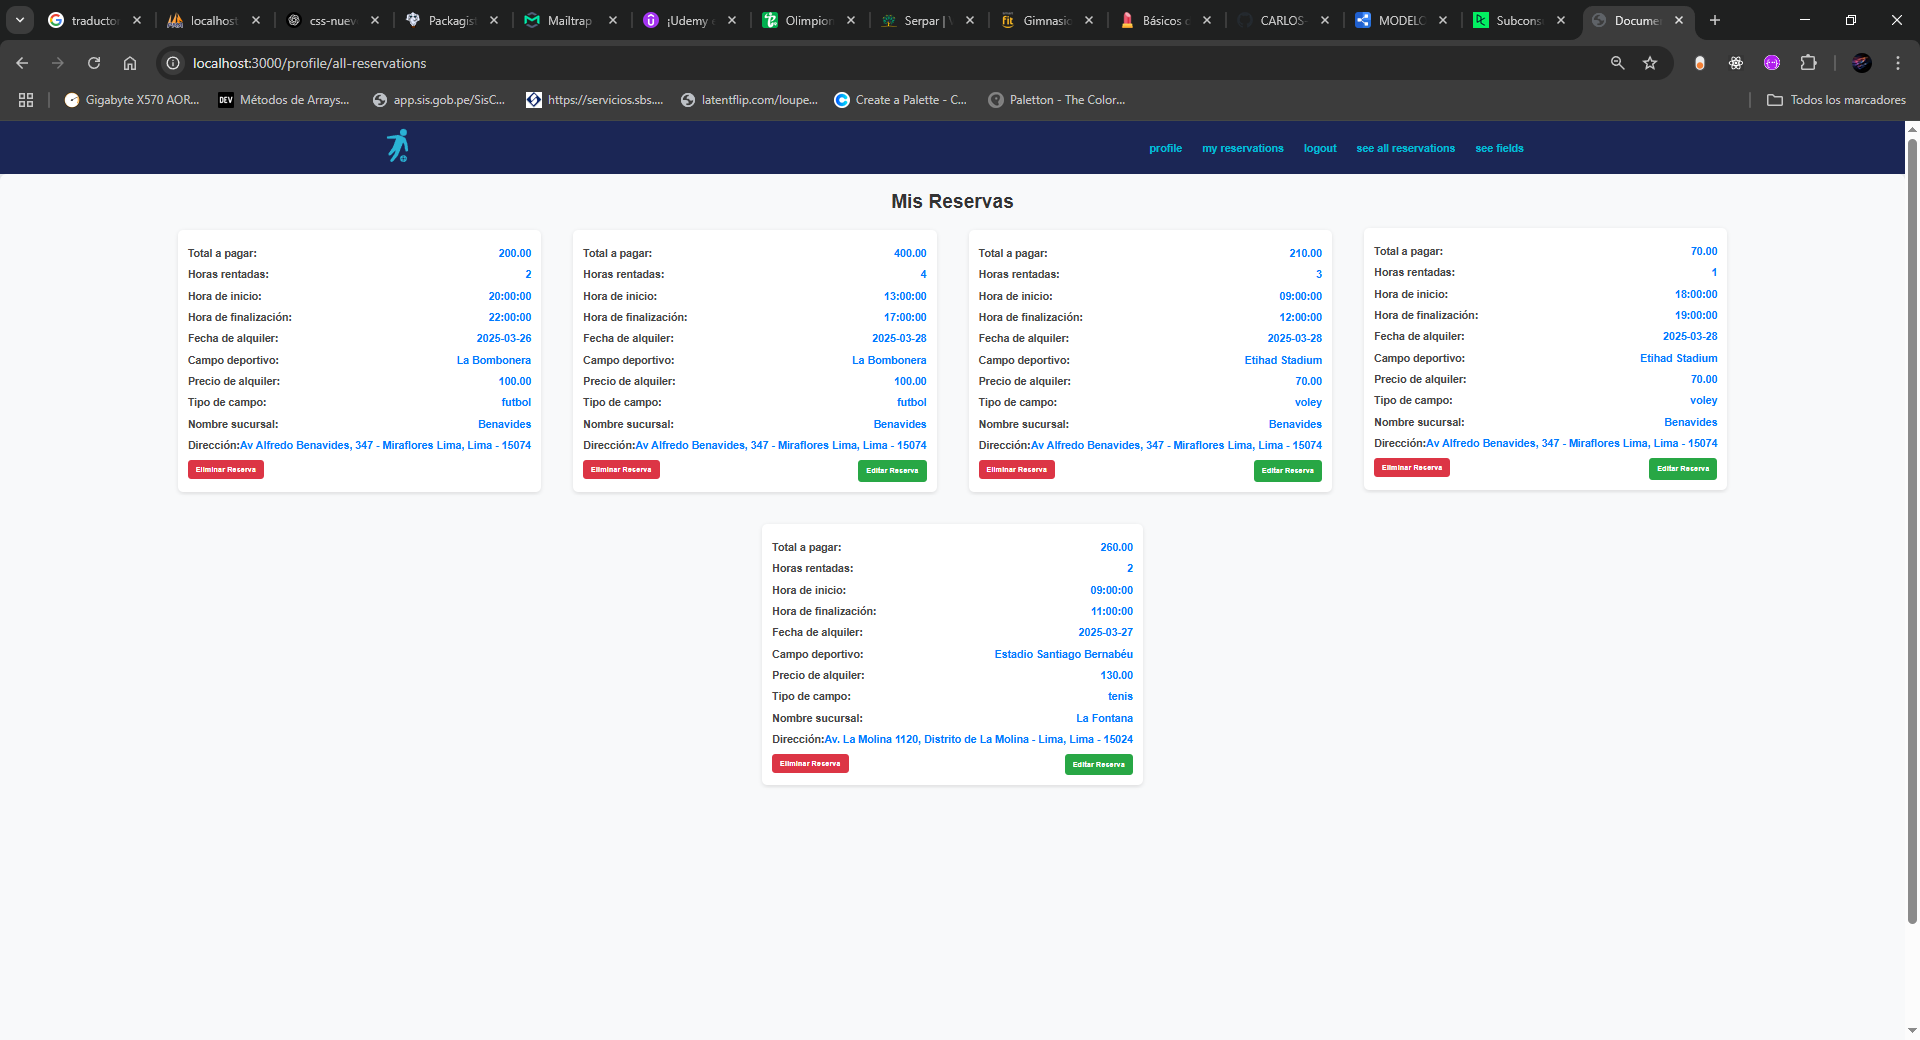 traductor
localhost
css-nuev
Packagis
Mailtrap
¡Udemy
Olimpion
Serpar |
Gimnasio
Básicos
CARLOS-
MODELO
Subcons
Docume
localhost:3000/profile/all-reservations
Gigabyte X570 AOR...
Métodos de Arrays...
app.sis.gob.pe/SisC...
https://servicios.sbs....
latentflip.com/loupe...
Create a Palette - C...
Paletton - The Color...
Todos los marcadores
profile
my reservations
logout
see all reservations
see fields
Mis Reservas
Total a pagar: 200.00
Horas rentadas: 2
Hora de inicio: 20:00:00
Hora de finalización: 22:00:00
Fecha de alquiler: 2025-03-26
Campo deportivo: La Bombonera
Precio de alquiler: 100.00
Tipo de campo: futbol
Nombre sucursal: Benavides
Dirección:Av Alfredo Benavides, 347 - Miraflores Lima, Lima - 15074
Eliminar Reserva
Total a pagar: 400.00
Horas rentadas: 4
Hora de inicio: 13:00:00
Hora de finalización: 17:00:00
Fecha de alquiler: 2025-03-28
Campo deportivo: La Bombonera
Precio de alquiler: 100.00
Tipo de campo: futbol
Nombre sucursal: Benavides
Dirección:Av Alfredo Benavides, 347 - Miraflores Lima, Lima - 15074
Eliminar Reserva Editar Reserva
Total a pagar: 210.00
Horas rentadas: 3
Hora de inicio: 09:00:00
Hora de finalización: 12:00:00
Fecha de alquiler: 2025-03-28
Campo deportivo: Etihad Stadium
Precio de alquiler: 70.00
Tipo de campo: voley
Nombre sucursal: Benavides
Dirección:Av Alfredo Benavides, 347 - Miraflores Lima, Lima - 15074
Eliminar Reserva Editar Reserva
Total a pagar: 70.00
Horas rentadas: 1
Hora de inicio: 18:00:00
Hora de finalización: 19:00:00
Fecha de alquiler: 2025-03-28
Campo deportivo: Etihad Stadium
Precio de alquiler: 70.00
Tipo de campo: voley
Nombre sucursal: Benavides
Dirección:Av Alfredo Benavides, 347 - Miraflores Lima, Lima - 15074
Eliminar Reserva Editar Reserva
Total a pagar: 260.00
Horas rentadas: 2
Hora de inicio: 09:00:00
Hora de finalización: 11:00:00
Fecha de alquiler: 2025-03-27
Campo deportivo: Estadio Santiago Bernabéu
Precio de alquiler: 130.00
Tipo de campo: tenis
Nombre sucursal: La Fontana
Dirección:Av. La Molina 1120, Distrito de La Molina - Lima, Lima - 15024
Eliminar Reserva Editar Reserva